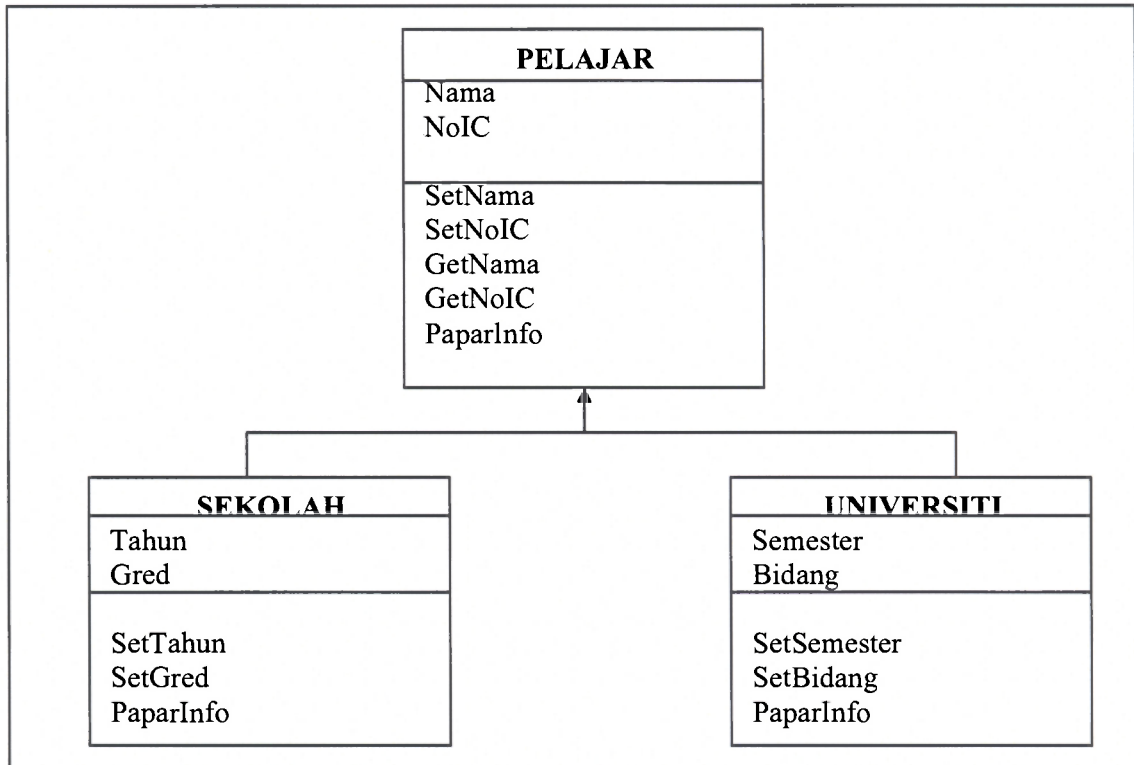 PELAJAR
Nama
NoIC
SetNama
SetNoIC
GetNama
GetNoIC
PaparInfo
SEKOLAH
Tahun
Gred
SetTahun
SetGred
PaparInfo
UNIVERSITI
Semester
Bidang
SetSemester
SetBidang
PaparInfo